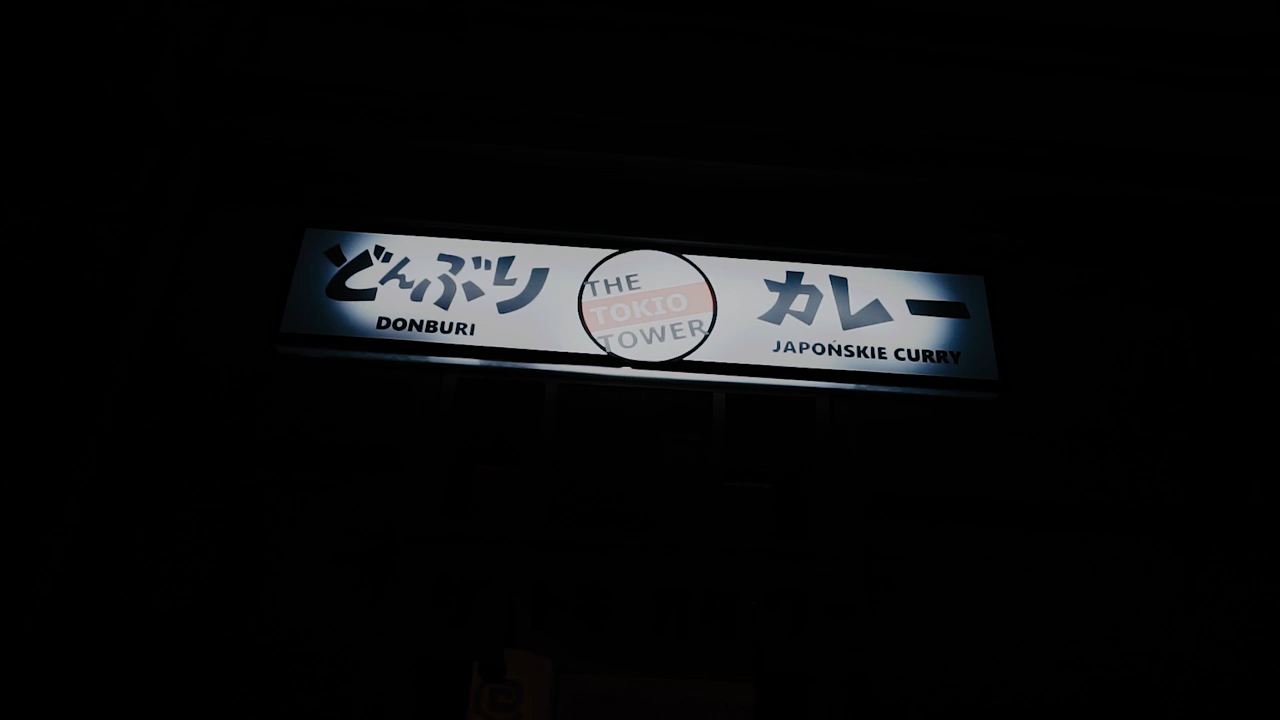 どんぶり
DONBURI
THE
TOKIO
TOWER
カレー
JAPOŃSKIE CURRY